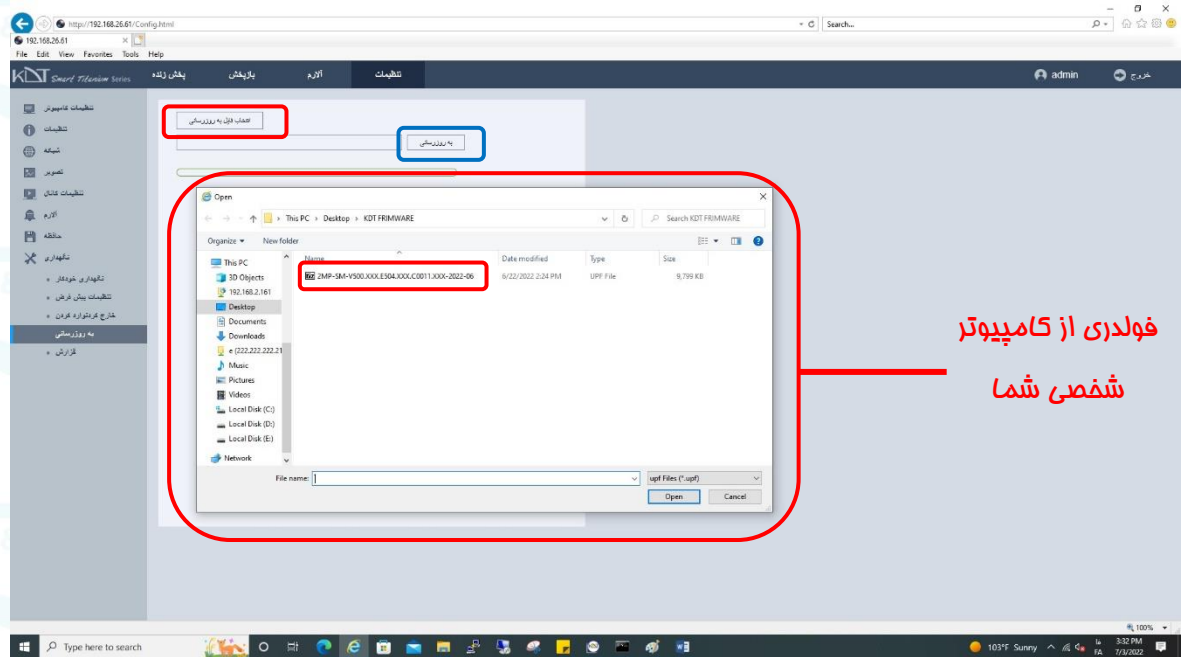 http://192.168.26.61/Config.html
Search...
192.168.26.61
File Edit View Favorites Tools Help
KDT Smart Titanium Series
پخش زنده
بازپخش
آلارم
تنظیمات
admin
خروج
تنظیمات کامپیوتر
تنظیمات
شبکه
تصویر
تنظیمات کانال
آلارم
حافظه
نگهداری
نگهداری خودکار
تنظیمات پیش فرض
خارج کردن/وارد کردن
به روزرسانی
گزارش
انتخاب فایل به روزرسانی
به روزرسانی
Open
This PC › Desktop › KDT FRIMWARE
Search KDT FRIMWARE
Organize
New folder
Name
Date modified
Type
Size
2MP-SM-V500.XXX.E504.XXX.C0011.XXX-2022-06
6/22/2022 2:24 PM
UPF File
9,799 KB
This PC
3D Objects
192.168.2.161
Desktop
Documents
Downloads
e (222.222.222.21
Music
Pictures
Videos
Local Disk (C:)
Local Disk (D:)
Local Disk (E:)
Network
File name:
upf Files (*.upf)
Open
Cancel
فولدری از کامپیوتر
شخصی شما
100%
Type here to search
103°F Sunny
فا
FA
3:32 PM
7/3/2022